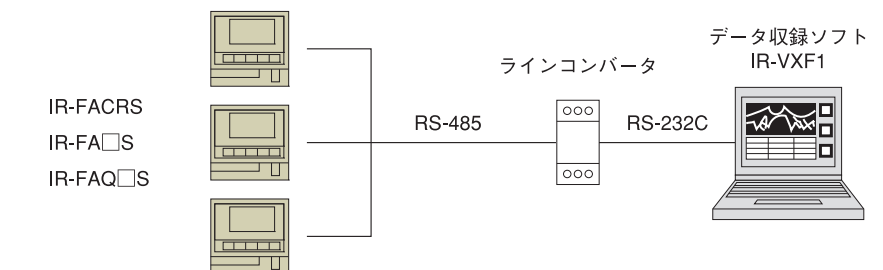 データ収録ソフト
IR-VXF1
ラインコンバータ
IR-FACRS
IR-FA□S
IR-FAQ□S
RS-485
RS-232C